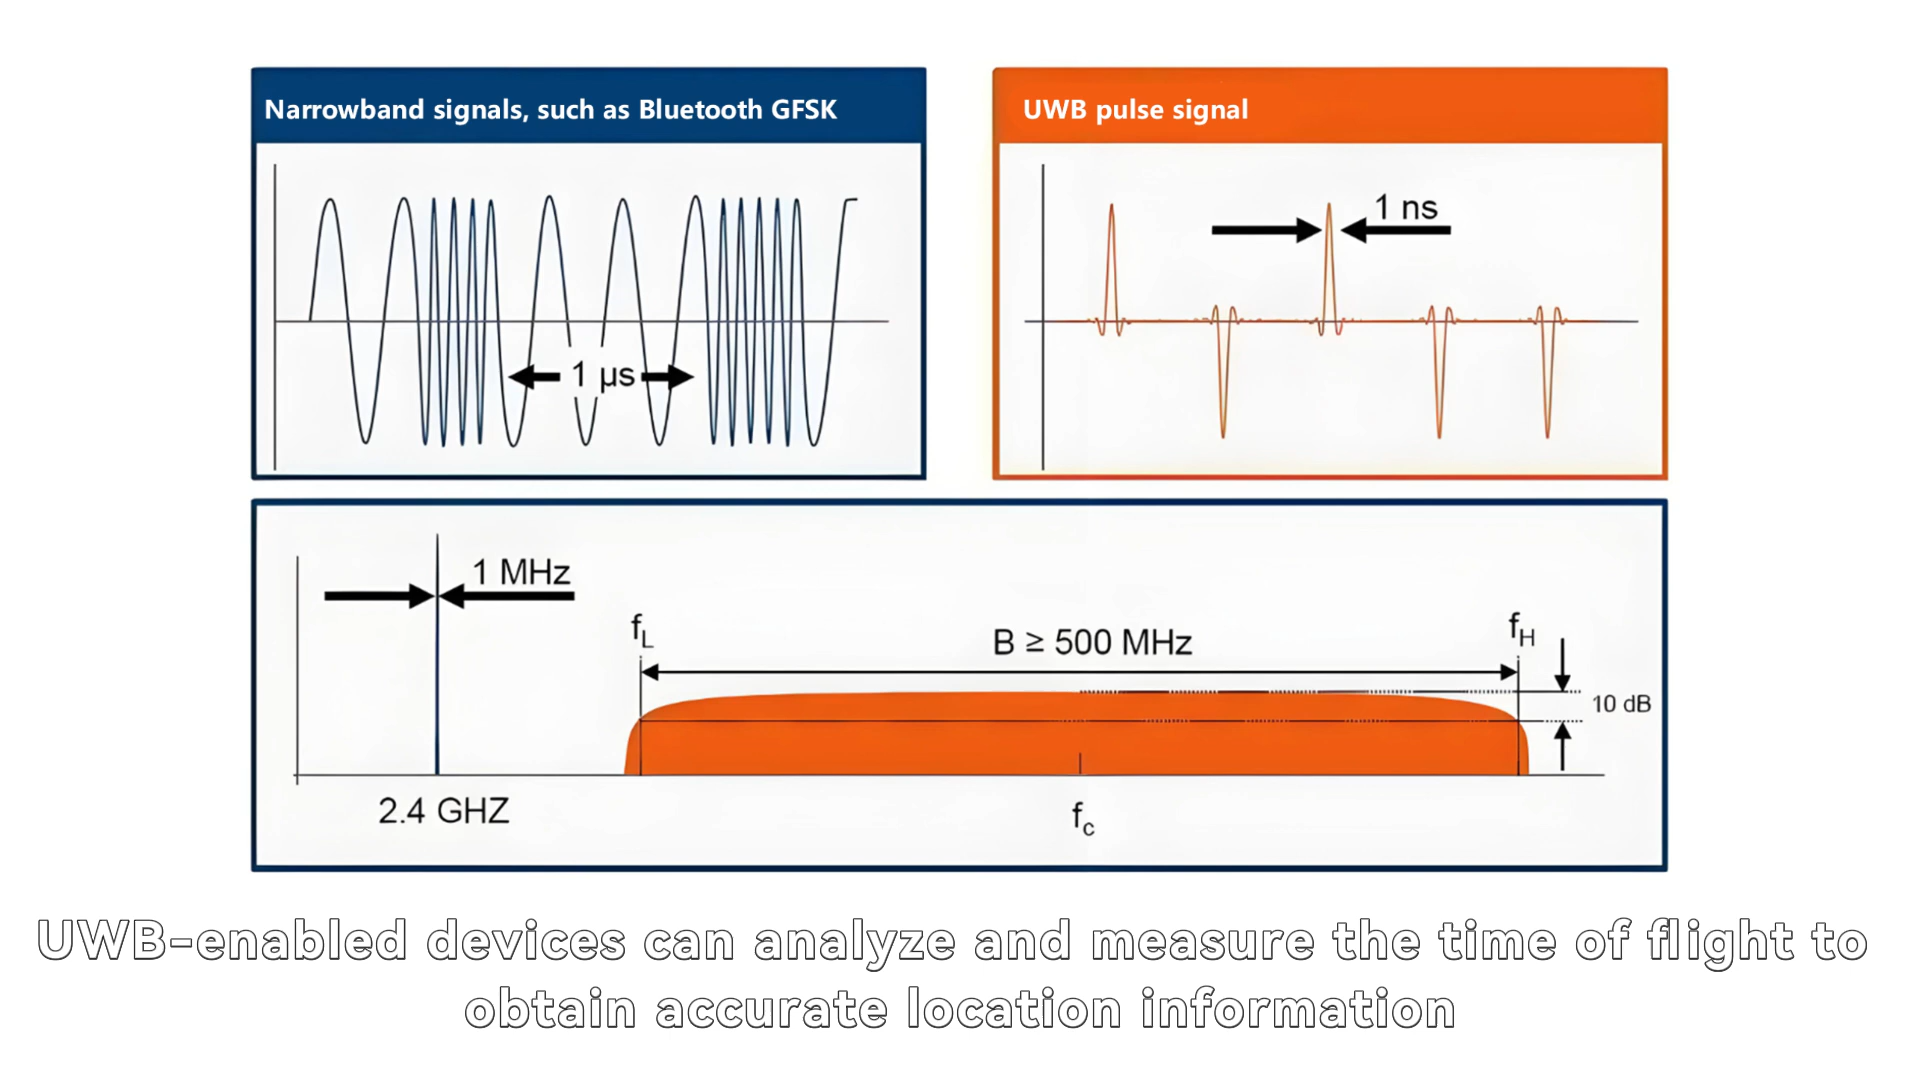 Narrowband signals, such as Bluetooth GFSK
UWB pulse signal
1 µs
1 ns
1 MHz
2.4 GHZ
fL
B ≥ 500 MHz
fH
10 dB
fc
UWB-enabled devices can analyze and measure the time of flight to
obtain accurate location information